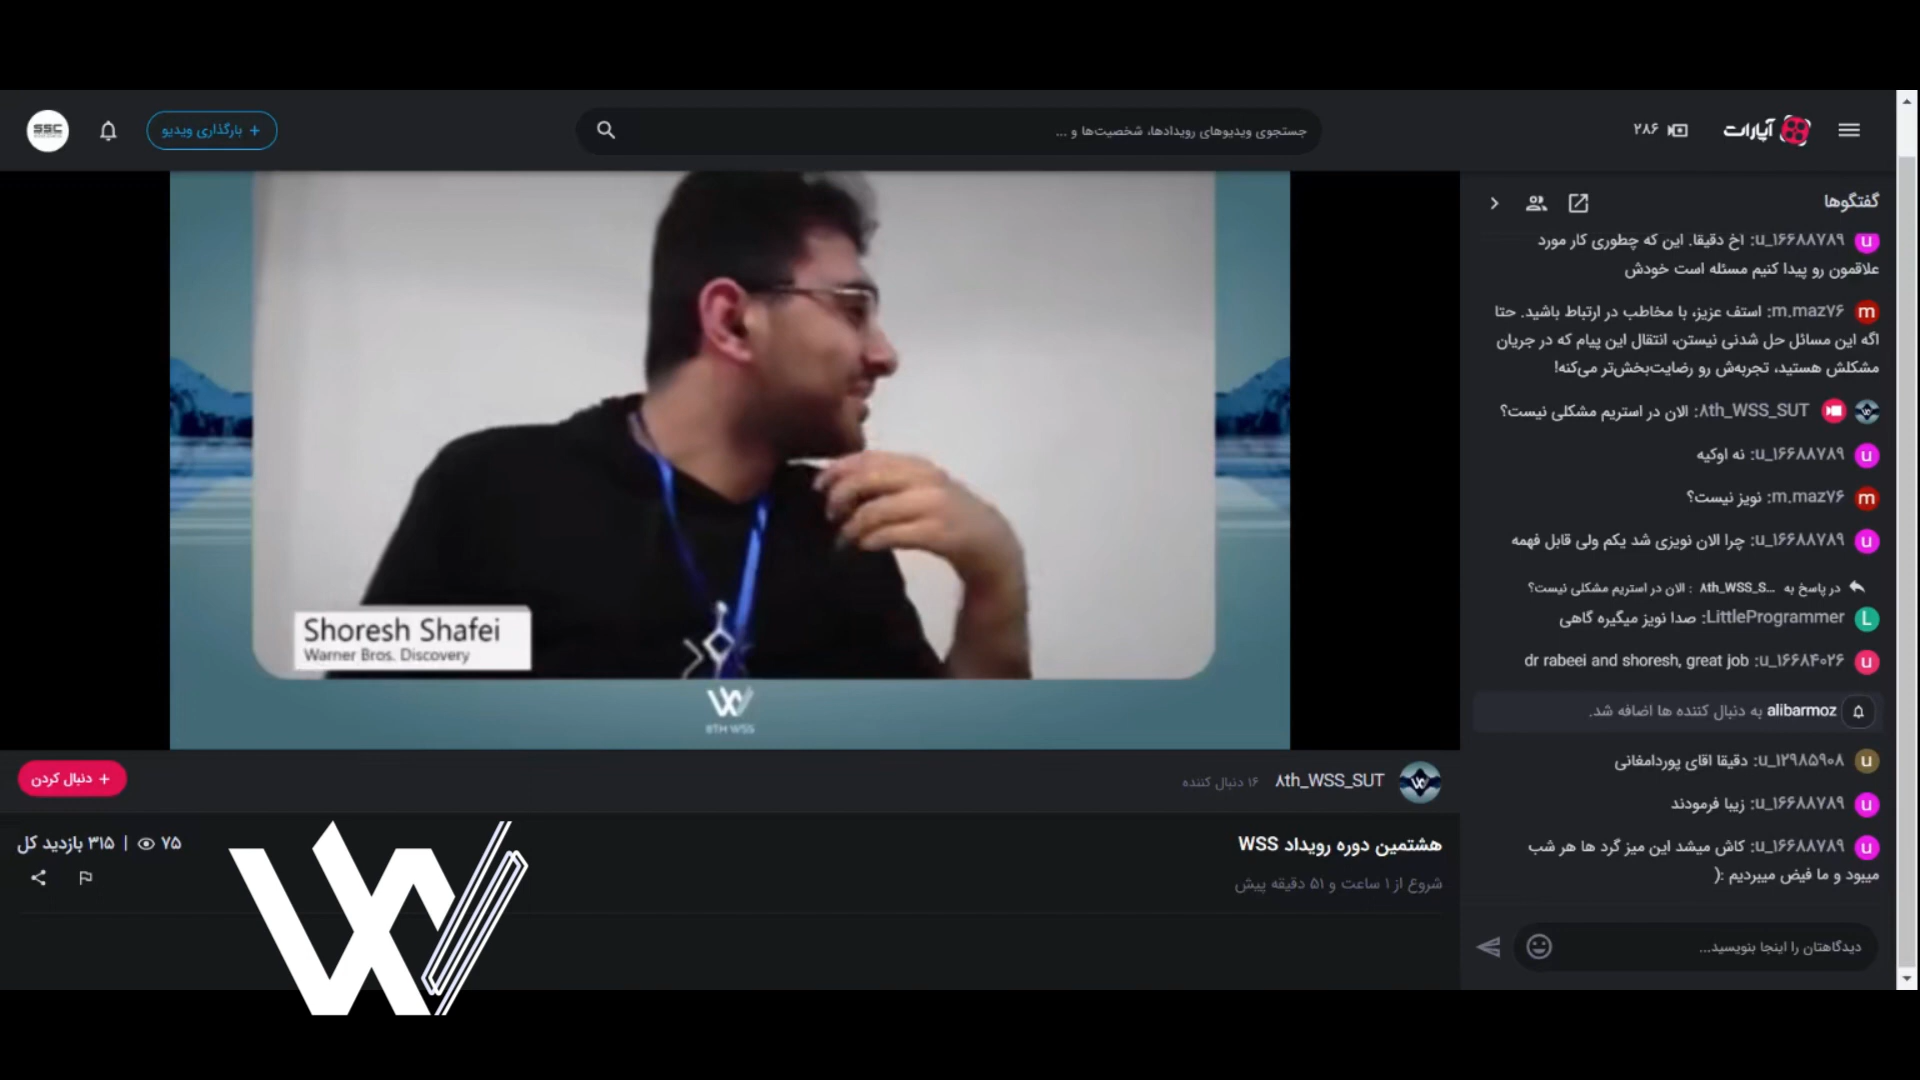 آپارات
۲۸۶
جستجوی ویدیوهای رویدادها، شخصیت‌ها و ...
+ بارگذاری ویدیو
SSC
Shoresh Shafei
Warner Bros. Discovery
8TH WSS
۸th_WSS_SUT
۱۶ دنبال کننده
+ دنبال کردن
هشتمین دوره رویداد WSS
شروع از ۱ ساعت و ۵۱ دقیقه پیش
۷۵ | ۳۱۵ بازدید کل
گفتگوها
u_۱۶۶۸۸۷۸۹: اخ دقیقا. این که چطوری کار مورد
علاقمون رو پیدا کنیم مسئله است خودش
m.maz۷۶: استف عزیز، با مخاطب در ارتباط باشید. حتا
اگه این مسائل حل شدنی نیستن، انتقال این پیام که در جریان
مشکلش هستید، تجربه‌ش رو رضایت‌بخش‌تر می‌کنه!
۸th_WSS_SUT: الان در استریم مشکلی نیست؟
u_۱۶۶۸۸۷۸۹: نه اوکیه
m.maz۷۶: نویز نیست؟
u_۱۶۶۸۸۷۸۹: چرا الان نویزی شد یکم ولی قابل فهمه
در پاسخ به ۸th_WSS_S... : الان در استریم مشکلی نیست؟
LittleProgrammer: صدا نویز میگیره گاهی
u_۱۶۶۸۴۰۲۶: dr rabeei and shoresh, great job
alibarmoz به دنبال کننده ها اضافه شد.
u_۱۲۹۸۵۹۰۸: دقیقا اقای پوردامغانی
u_۱۶۶۸۸۷۸۹: زیبا فرمودند
u_۱۶۶۸۸۷۸۹: کاش میشد این میز گرد ها هر شب
میبود و ما فیض میبردیم :(
دیدگاهتان را اینجا بنویسید...